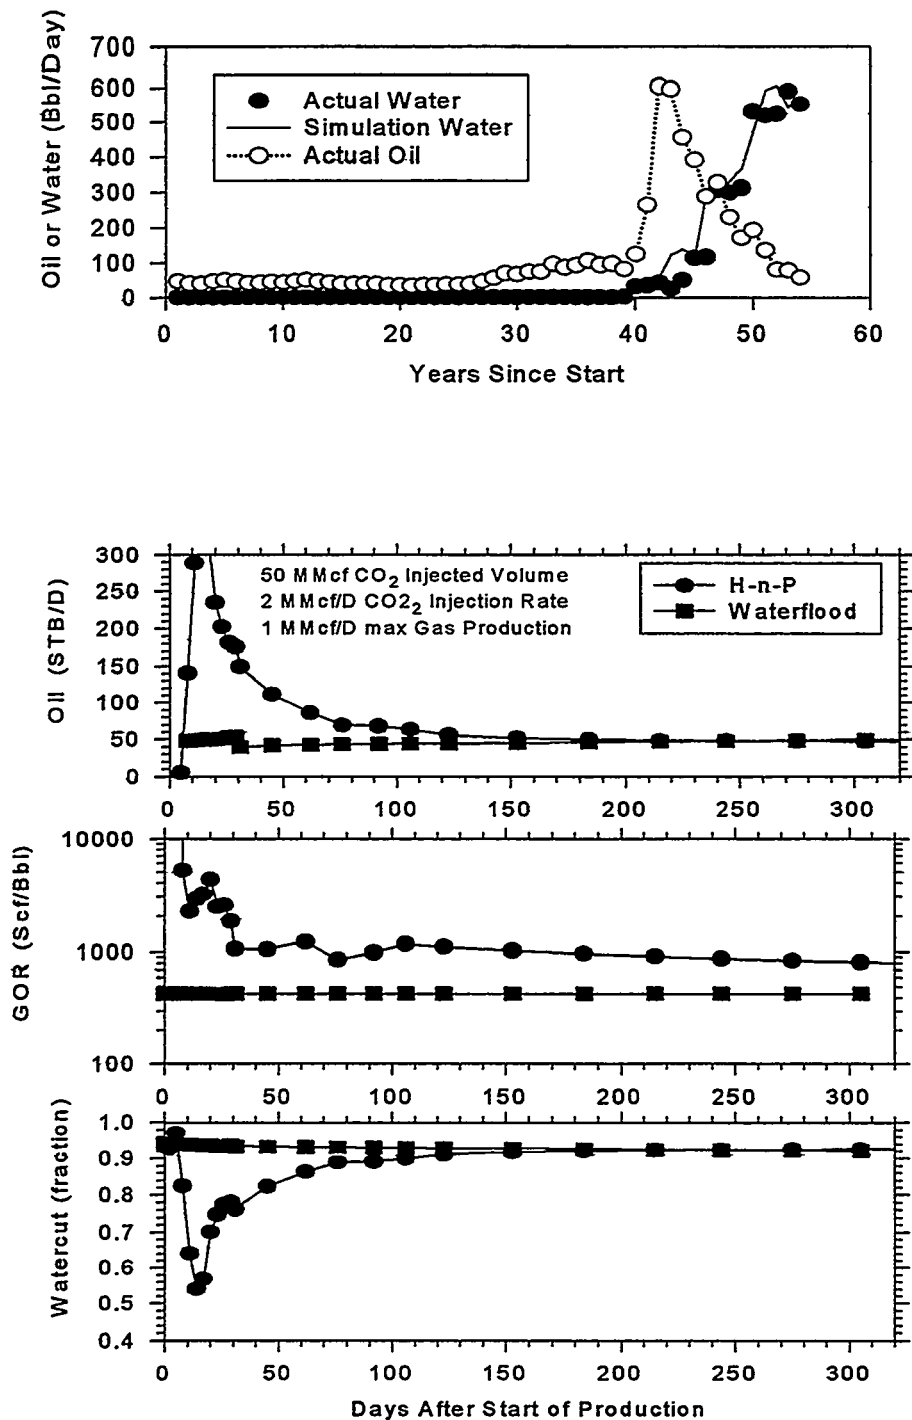 Oil or Water (Bbl/Day)
700
600
500
400
300
200
100
0
Actual Water
Simulation Water
Actual Oil
0 10 20 30 40 50 60
Years Since Start
Oil (STB/D)
300
250
200
150
100
50
0
50 MMcf CO2 Injected Volume
2 MMcf/D CO22 Injection Rate
1 MMcf/D max Gas Production
H-n-P
Waterflood
0 50 100 150 200 250 300
GOR (Scf/Bbl)
10000
1000
100
0 50 100 150 200 250 300
Watercut (fraction)
1.0
0.9
0.8
0.7
0.6
0.5
0.4
0 50 100 150 200 250 300
Days After Start of Production